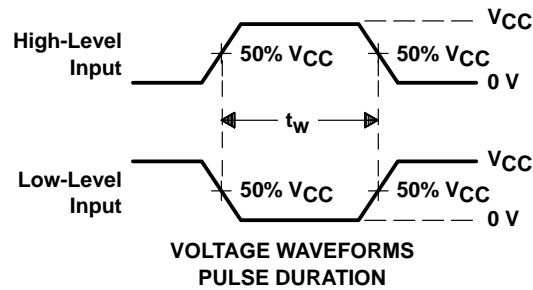 High-Level
Input
50% VCC
50% VCC
VCC
0 V
tw
Low-Level
Input
50% VCC
50% VCC
VCC
0 V
VOLTAGE WAVEFORMS
PULSE DURATION